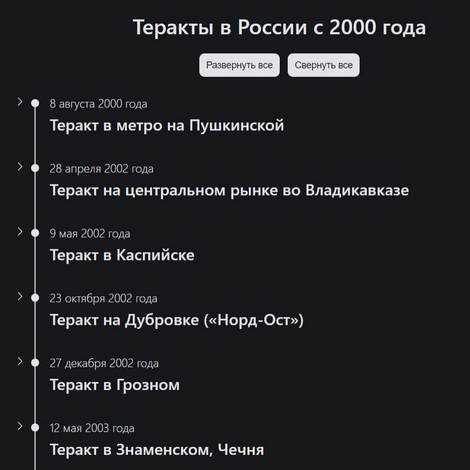 Теракты в России с 2000 года
Развернуть все
Свернуть все
8 августа 2000 года
Теракт в метро на Пушкинской
28 апреля 2002 года
Теракт на центральном рынке во Владикавказе
9 мая 2002 года
Теракт в Каспийске
23 октября 2002 года
Теракт на Дубровке («Норд-Ост»)
27 декабря 2002 года
Теракт в Грозном
12 мая 2003 года
Теракт в Знаменском, Чечня